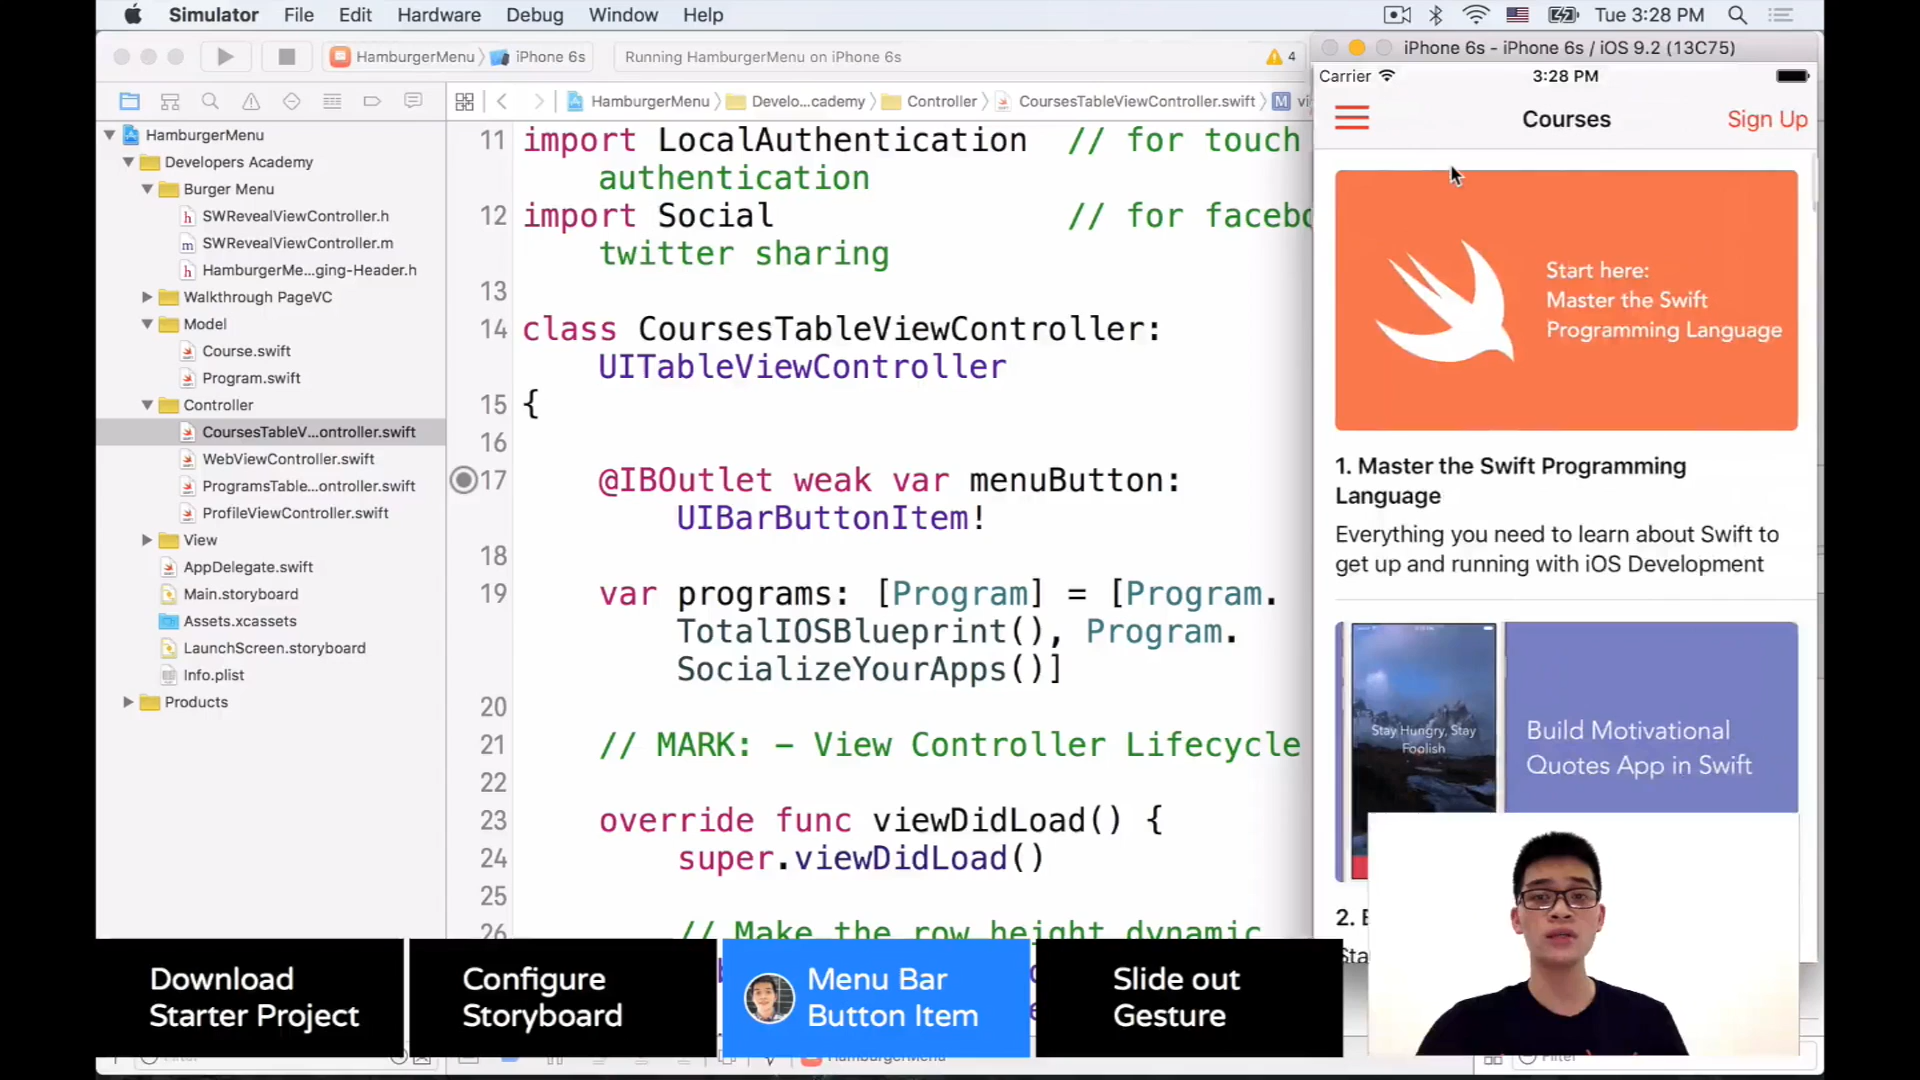 Simulator File Edit Hardware Debug Window Help Tue 3:28 PM
HamburgerMenu iPhone 6s Running HamburgerMenu on iPhone 6s 4
iPhone 6s - iPhone 6s / iOS 9.2 (13C75)
HamburgerMenu Develo...cademy Controller CoursesTableViewController.swift M
HamburgerMenu
Developers Academy
Burger Menu
h SWRevealViewController.h
m SWRevealViewController.m
h HamburgerMe...ging-Header.h
Walkthrough PageVC
Model
Course.swift
Program.swift
Controller
CoursesTableV...ontroller.swift
WebViewController.swift
ProgramsTable...ontroller.swift
ProfileViewController.swift
View
AppDelegate.swift
Main.storyboard
Assets.xcassets
LaunchScreen.storyboard
Info.plist
Products
11 import LocalAuthentication // for touch
authentication
12 import Social // for facebo
twitter sharing
13
14 class CoursesTableViewController:
UITableViewController
15 {
16
17 @IBOutlet weak var menuButton:
UIBarButtonItem!
18
19 var programs: [Program] = [Program.
TotalIOSBlueprint(), Program.
SocializeYourApps()]
20
21 // MARK: - View Controller Lifecycle
22
23 override func viewDidLoad() {
24 super.viewDidLoad()
25
26 // Make the row height dynamic
Carrier 3:28 PM
Courses Sign Up
Start here:
Master the Swift
Programming Language
1. Master the Swift Programming
Language
Everything you need to learn about Swift to
get up and running with iOS Development
Stay Hungry, Stay
Foolish
Build Motivational
Quotes App in Swift
2.
Download
Starter Project
Configure
Storyboard
Menu Bar
Button Item
Slide out
Gesture